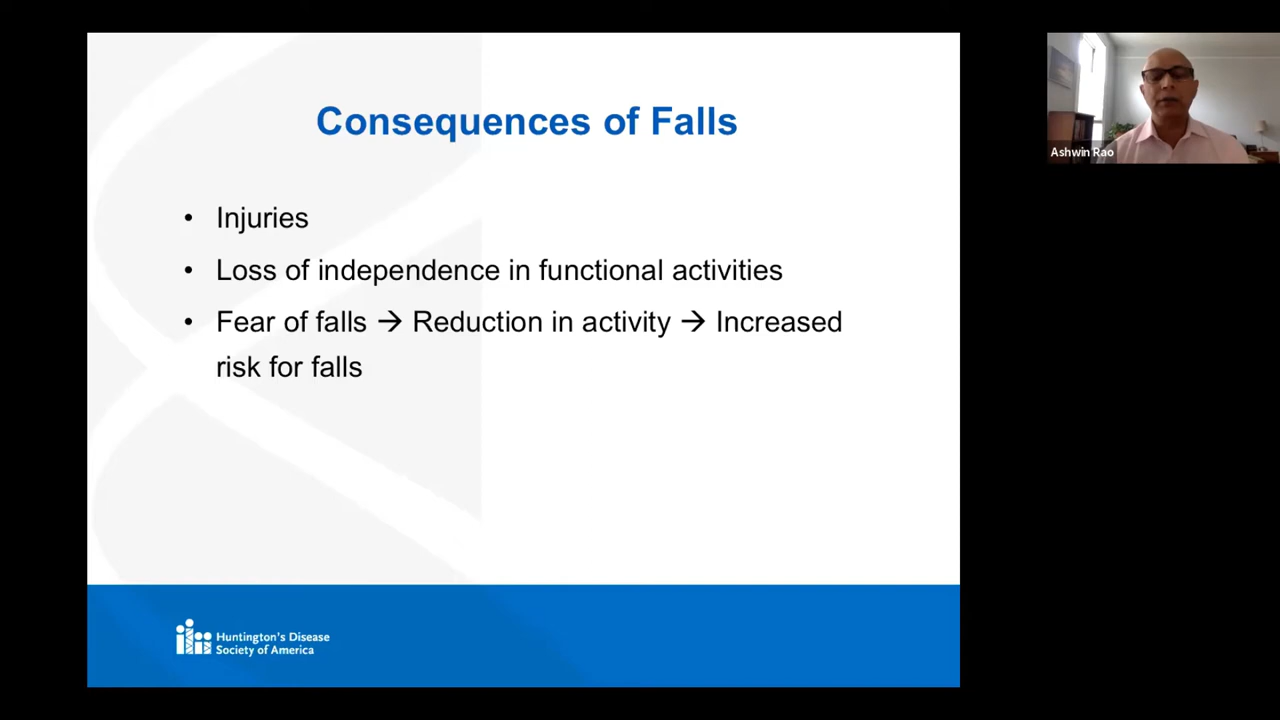 Consequences of Falls
• Injuries
• Loss of independence in functional activities
• Fear of falls → Reduction in activity → Increased
risk for falls
Huntington's Disease
Society of America
Ashwin Rao